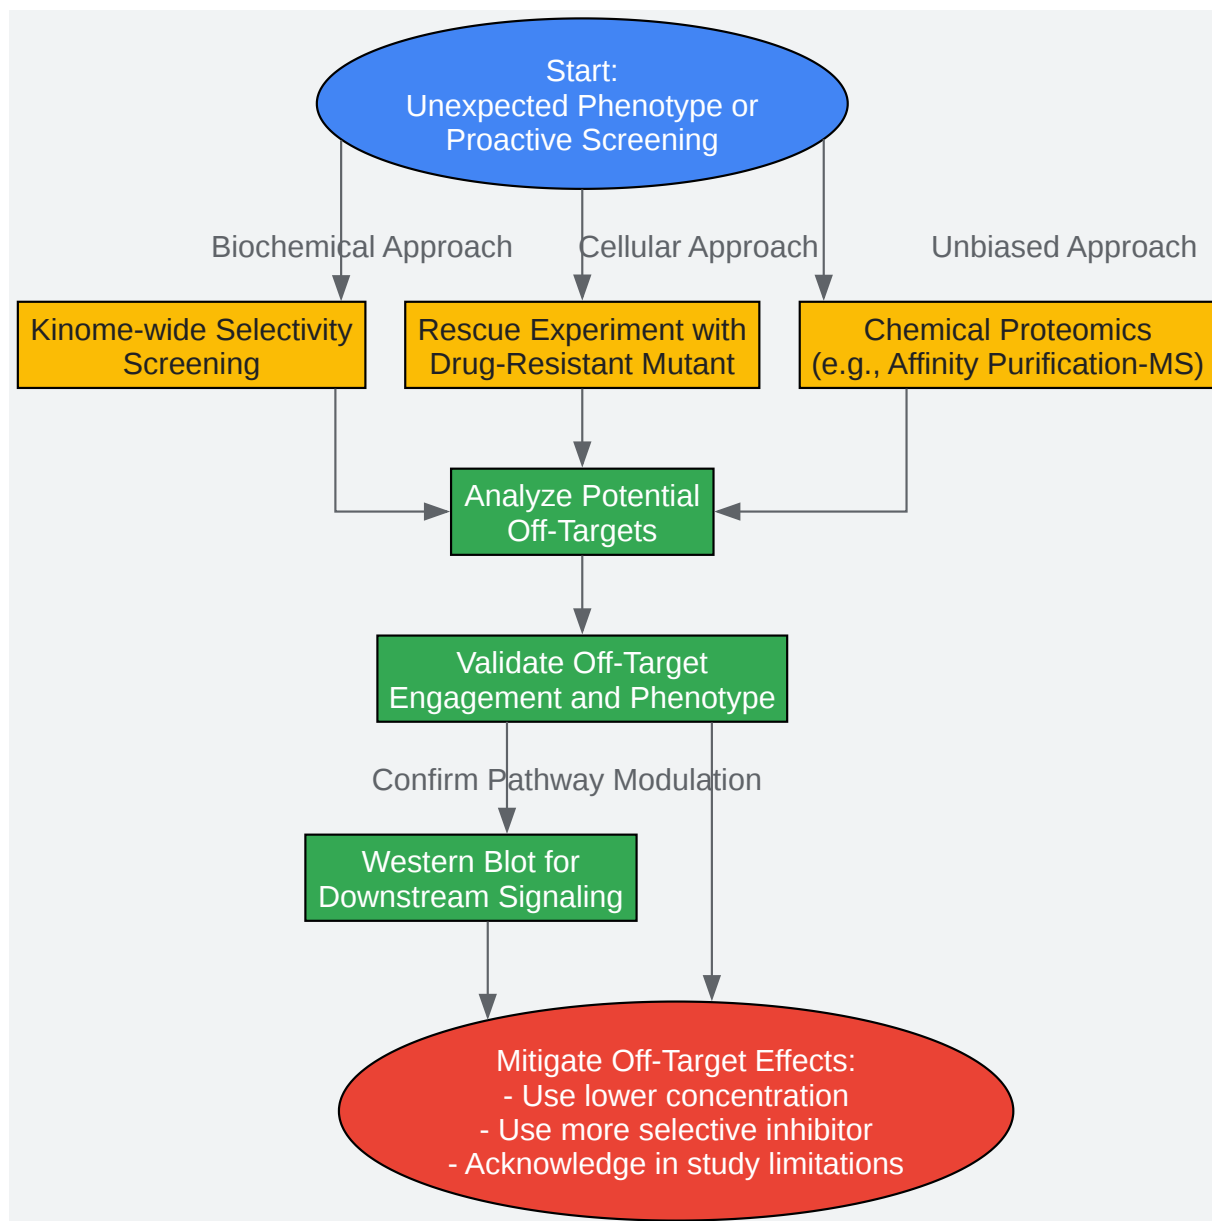 Start:
Unexpected Phenotype or
Proactive Screening
Biochemical Approach
Cellular Approach
Unbiased Approach
Kinome-wide Selectivity
Screening
Rescue Experiment with
Drug-Resistant Mutant
Chemical Proteomics
(e.g., Affinity Purification-MS)
Analyze Potential
Off-Targets
Validate Off-Target
Engagement and Phenotype
Confirm Pathway Modulation
Western Blot for
Downstream Signaling
Mitigate Off-Target Effects:
- Use lower concentration
- Use more selective inhibitor
- Acknowledge in study limitations